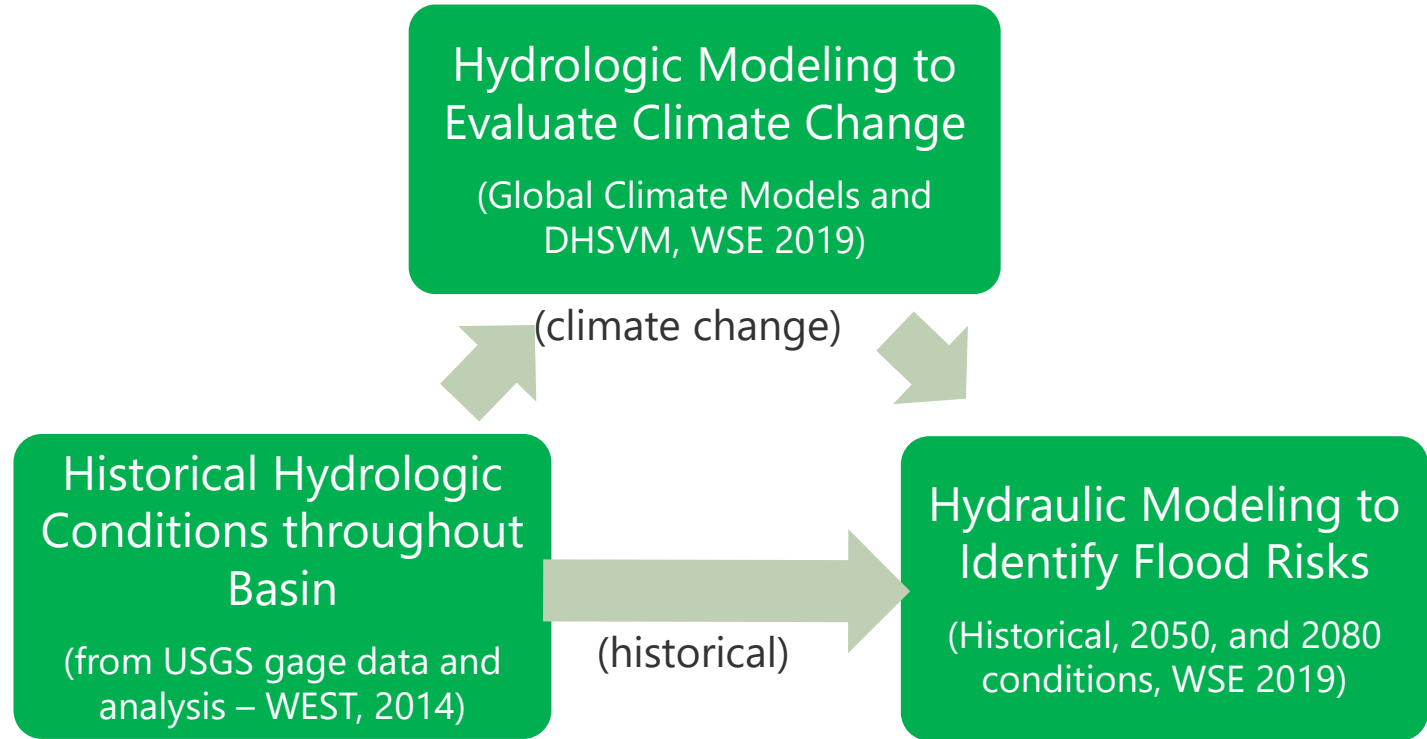 Hydrologic Modeling to
Evaluate Climate Change
(Global Climate Models and
DHSVM, WSE 2019)
(climate change)
Historical Hydrologic
Conditions throughout
Basin
(from USGS gage data and
analysis – WEST, 2014)
(historical)
Hydraulic Modeling to
Identify Flood Risks
(Historical, 2050, and 2080
conditions, WSE 2019)